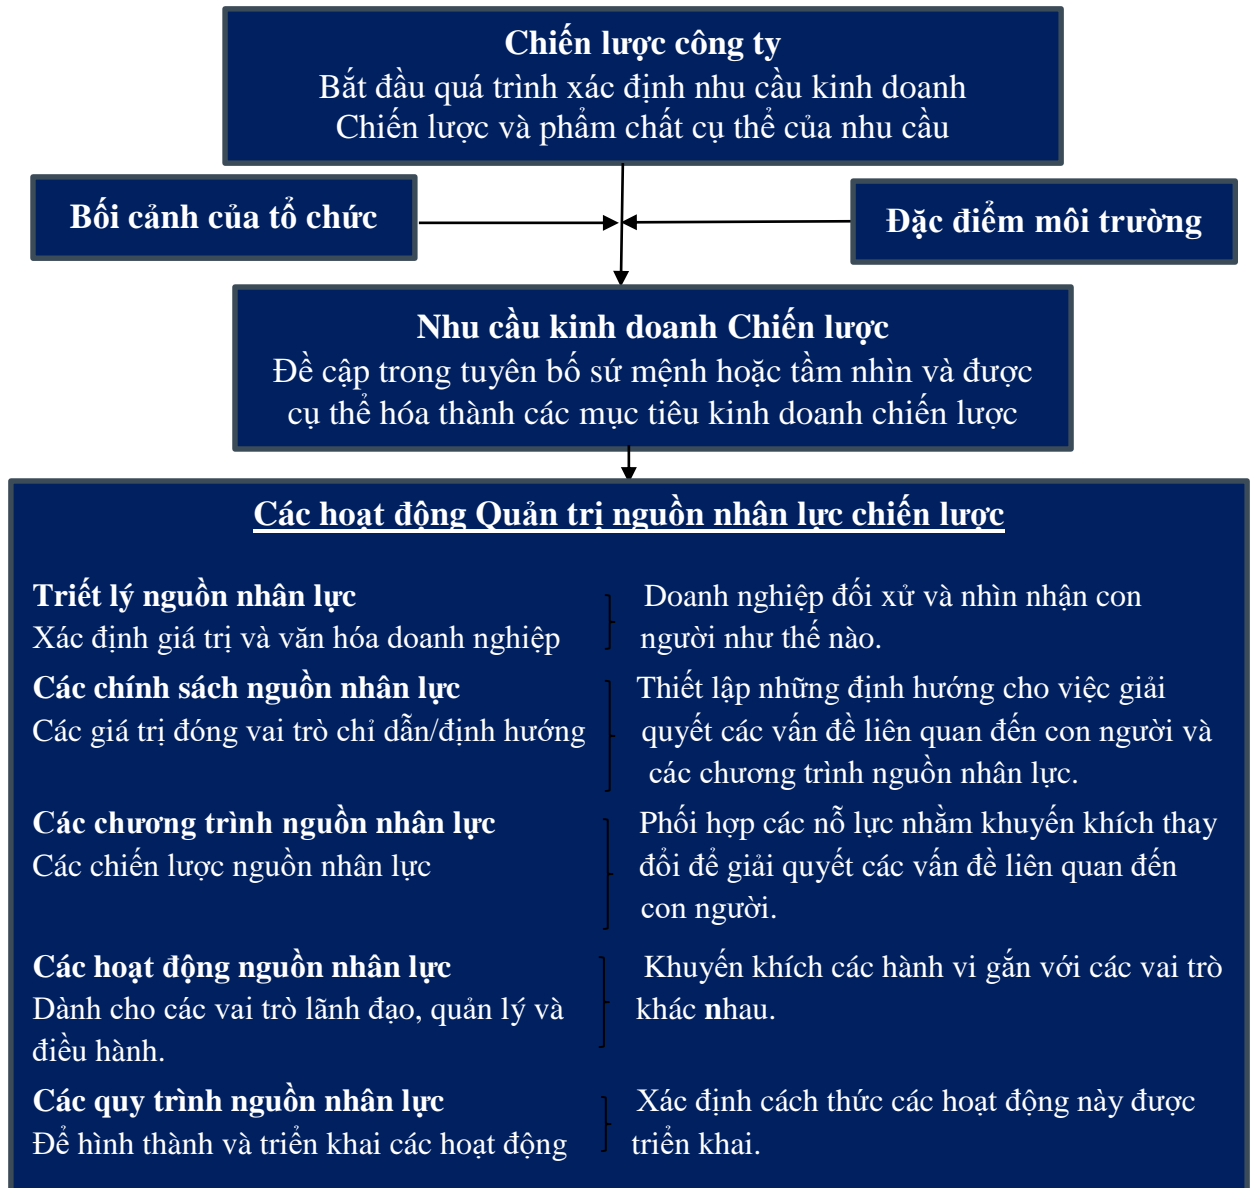 Chiến lược công ty
Bắt đầu quá trình xác định nhu cầu kinh doanh
Chiến lược và phẩm chất cụ thể của nhu cầu
Bối cảnh của tổ chức
Đặc điểm môi trường
Nhu cầu kinh doanh Chiến lược
Đề cập trong tuyên bố sứ mệnh hoặc tầm nhìn và được
cụ thể hóa thành các mục tiêu kinh doanh chiến lược
Các hoạt động Quản trị nguồn nhân lực chiến lược
Triết lý nguồn nhân lực
Xác định giá trị và văn hóa doanh nghiệp
Doanh nghiệp đối xử và nhìn nhận con
người như thế nào.
Các chính sách nguồn nhân lực
Các giá trị đóng vai trò chỉ dẫn/định hướng
Thiết lập những định hướng cho việc giải
quyết các vấn đề liên quan đến con người và
các chương trình nguồn nhân lực.
Các chương trình nguồn nhân lực
Các chiến lược nguồn nhân lực
Phối hợp các nỗ lực nhằm khuyến khích thay
đổi để giải quyết các vấn đề liên quan đến
con người.
Các hoạt động nguồn nhân lực
Dành cho các vai trò lãnh đạo, quản lý và
điều hành.
Khuyến khích các hành vi gắn với các vai trò
khác nhau.
Các quy trình nguồn nhân lực
Để hình thành và triển khai các hoạt động
Xác định cách thức các hoạt động này được
triển khai.